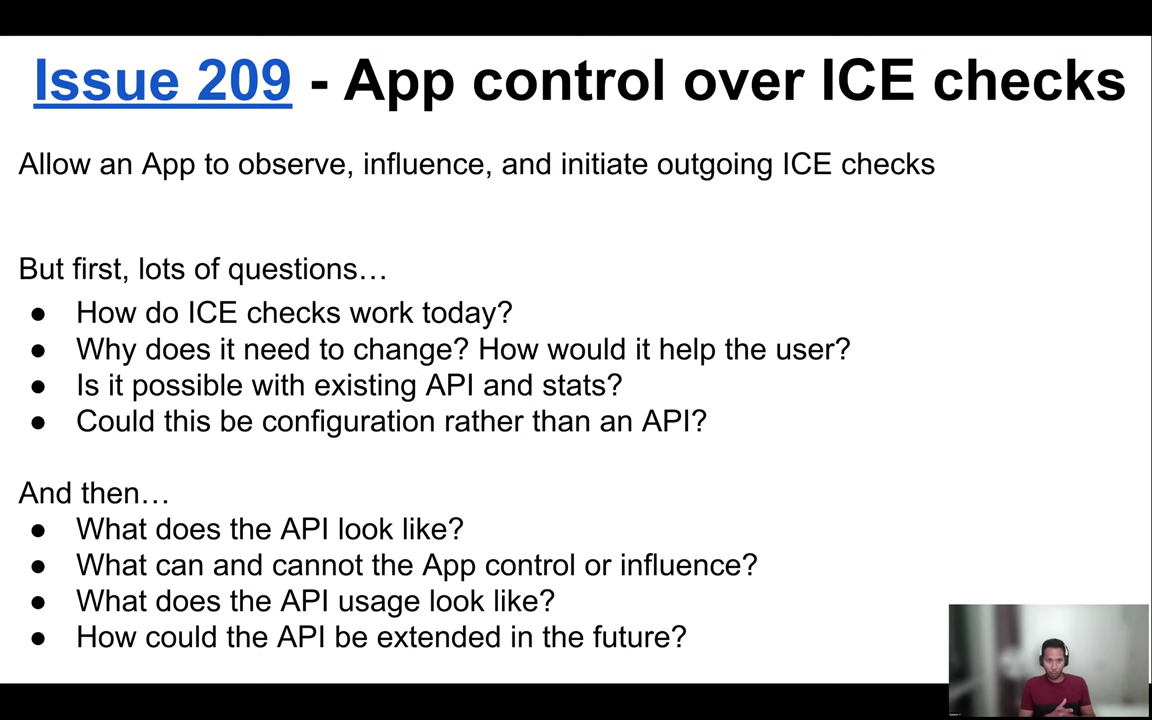 Issue 209 - App control over ICE checks
Allow an App to observe, influence, and initiate outgoing ICE checks
But first, lots of questions…
● How do ICE checks work today?
● Why does it need to change? How would it help the user?
● Is it possible with existing API and stats?
● Could this be configuration rather than an API?
And then…
● What does the API look like?
● What can and cannot the App control or influence?
● What does the API usage look like?
● How could the API be extended in the future?